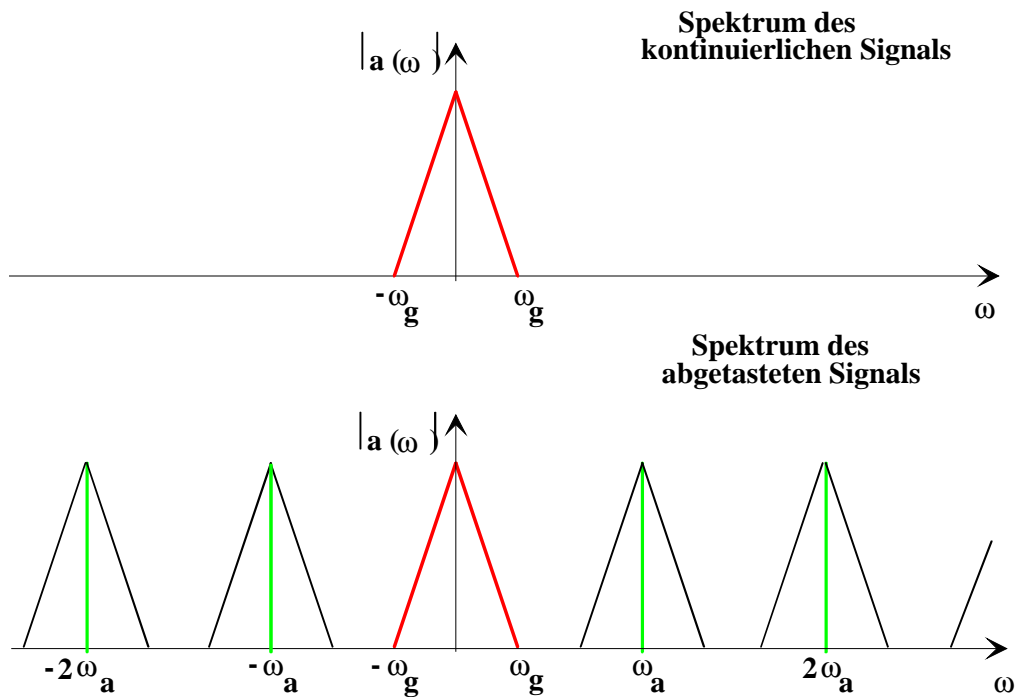 Spektrum des
kontinuierlichen Signals
|a(ω)|
-ωg ωg
ω
Spektrum des
abgetasteten Signals
|a(ω)|
-2ωa -ωa -ωg ωg ωa 2ωa ω